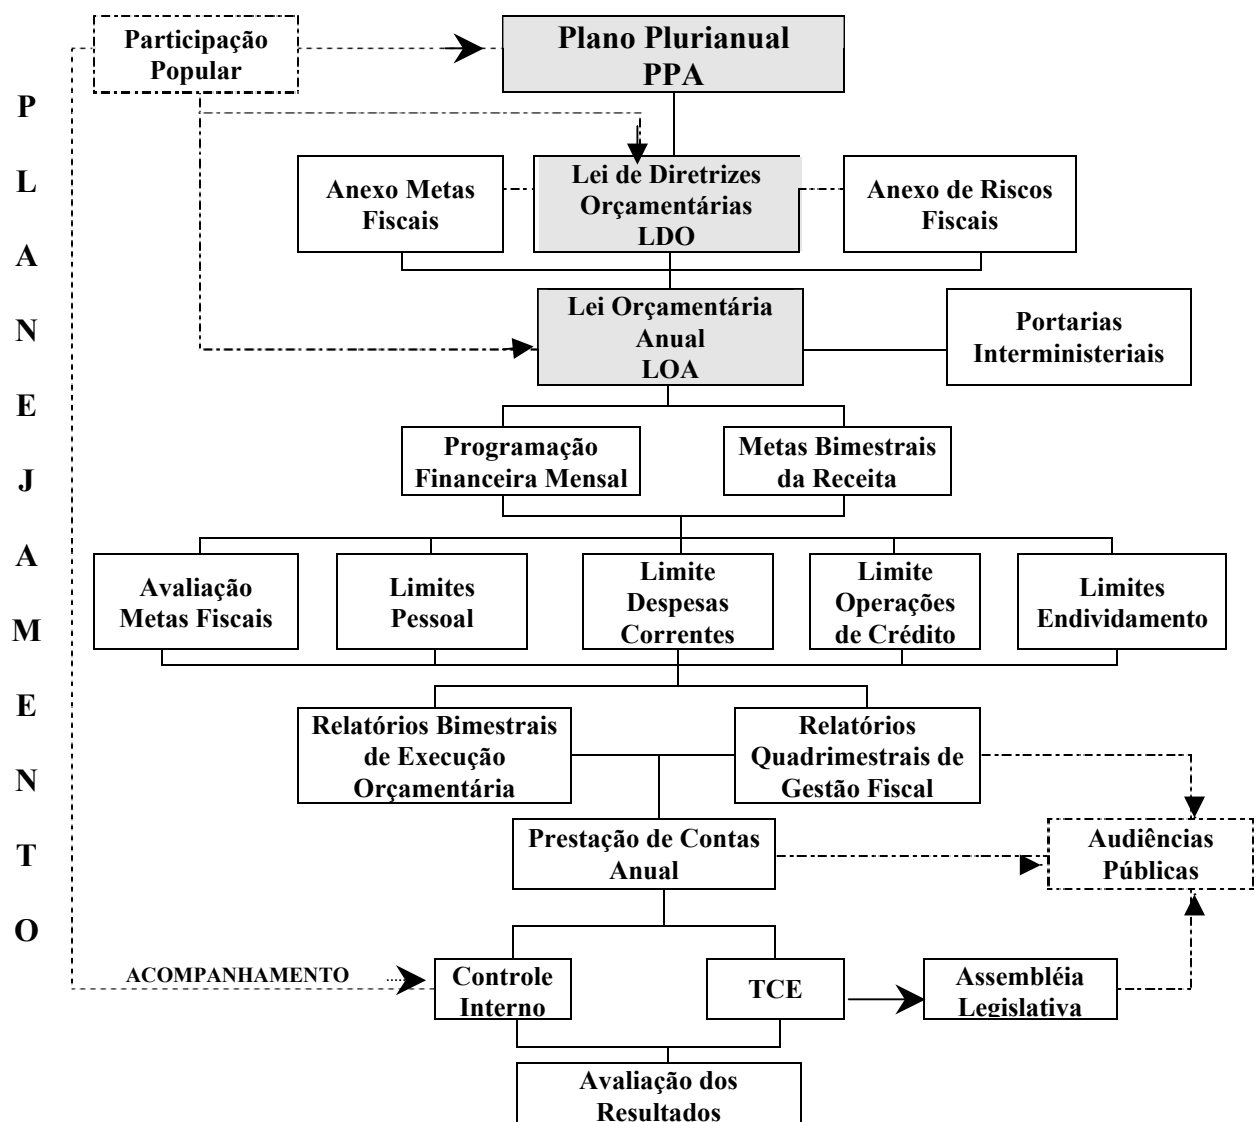 Participação
Popular
Plano Plurianual
PPA
P
L
A
N
E
J
A
M
E
N
T
O
Anexo Metas
Fiscais
Lei de Diretrizes
Orçamentárias
LDO
Anexo de Riscos
Fiscais
Lei Orçamentária
Anual
LOA
Portarias
Interministeriais
Programação
Financeira Mensal
Metas Bimestrais
da Receita
Avaliação
Metas Fiscais
Limites
Pessoal
Limite
Despesas
Correntes
Limite
Operações
de Crédito
Limites
Endividamento
Relatórios Bimestrais
de Execução
Orçamentária
Relatórios
Quadrimestrais de
Gestão Fiscal
Prestação de Contas
Anual
Audiências
Públicas
ACOMPANHAMENTO
Controle
Interno
TCE
Assembléia
Legislativa
Avaliação dos
Resultados